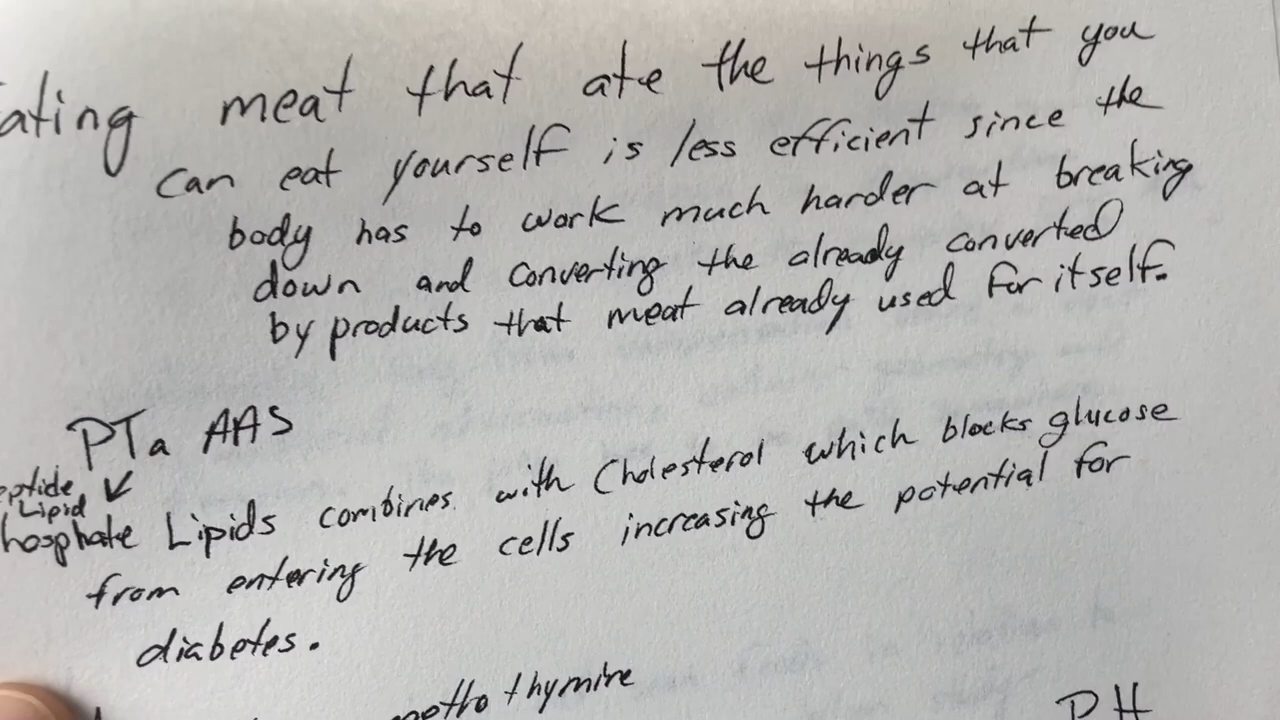 ating meat that ate the things that you
can eat yourself is less efficient since the
body has to work much harder at breaking
down and converting the already converted
by products that meat already used for itself.
PTa AAS
eptide
Lipid
hosphate Lipids combines with Cholesterol which blocks glucose
from entering the cells increasing the potential for
diabetes.
thymine
PH